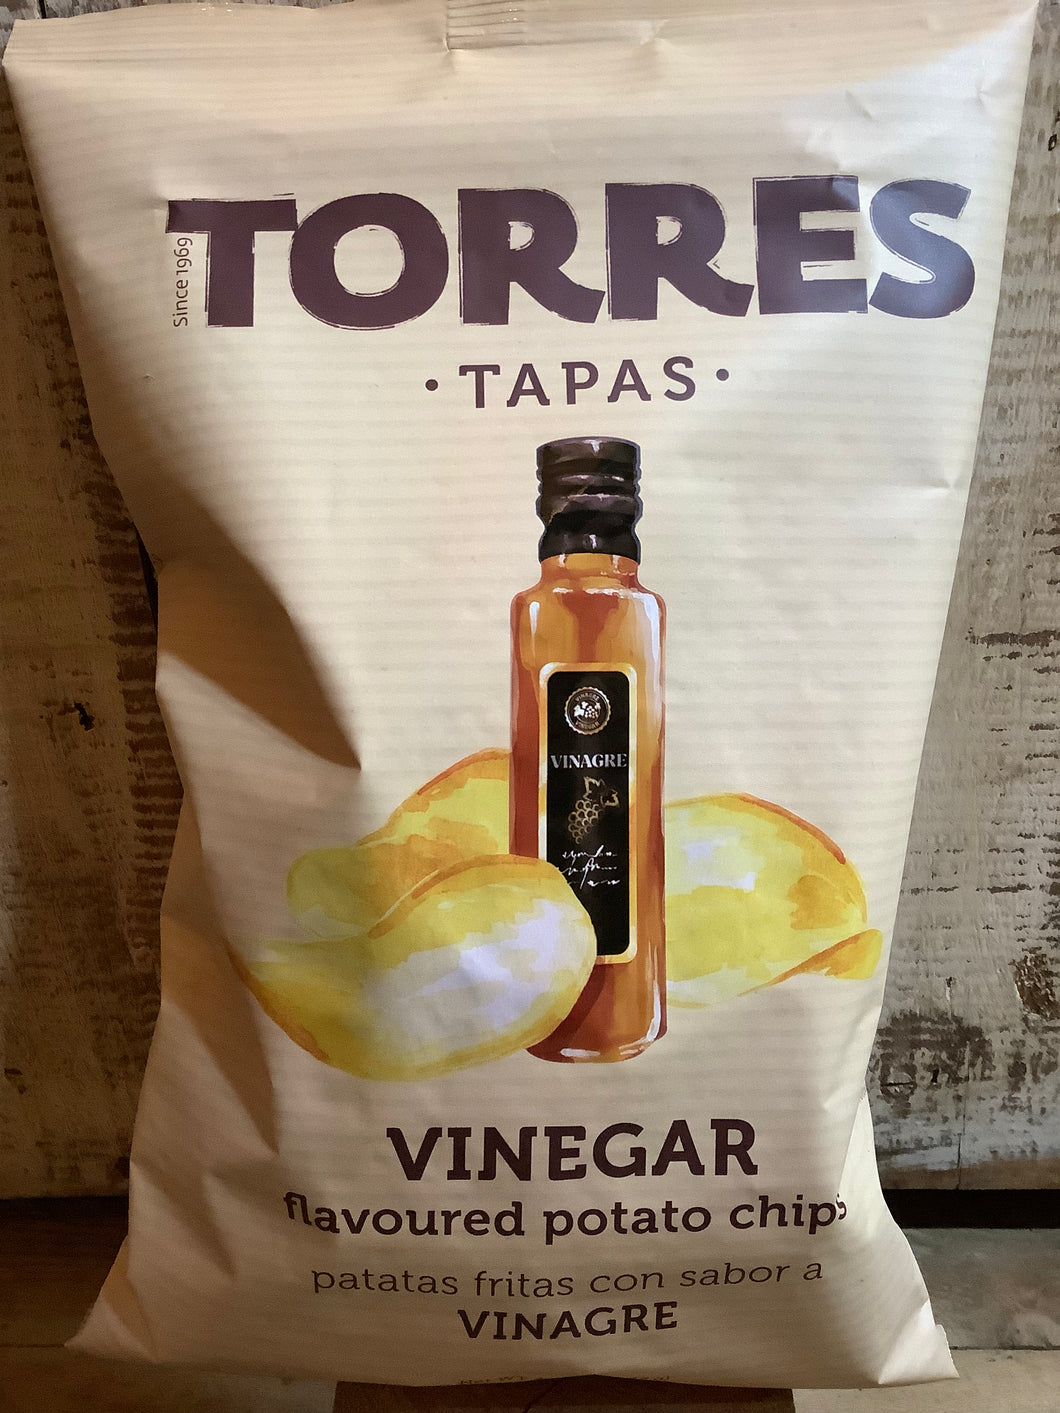 TORRES
Since 1969
· TAPAS ·
VINAGRE
VINEGAR
flavoured potato chips
patatas fritas con sabor a
VINAGRE